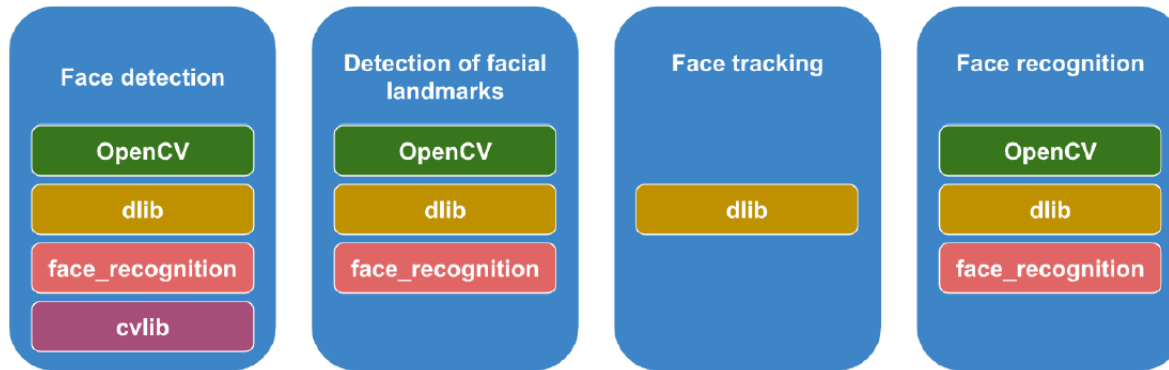 Face detection
OpenCV
dlib
face_recognition
cvlib
Detection of facial
landmarks
OpenCV
dlib
face_recognition
Face tracking
dlib
Face recognition
OpenCV
dlib
face_recognition